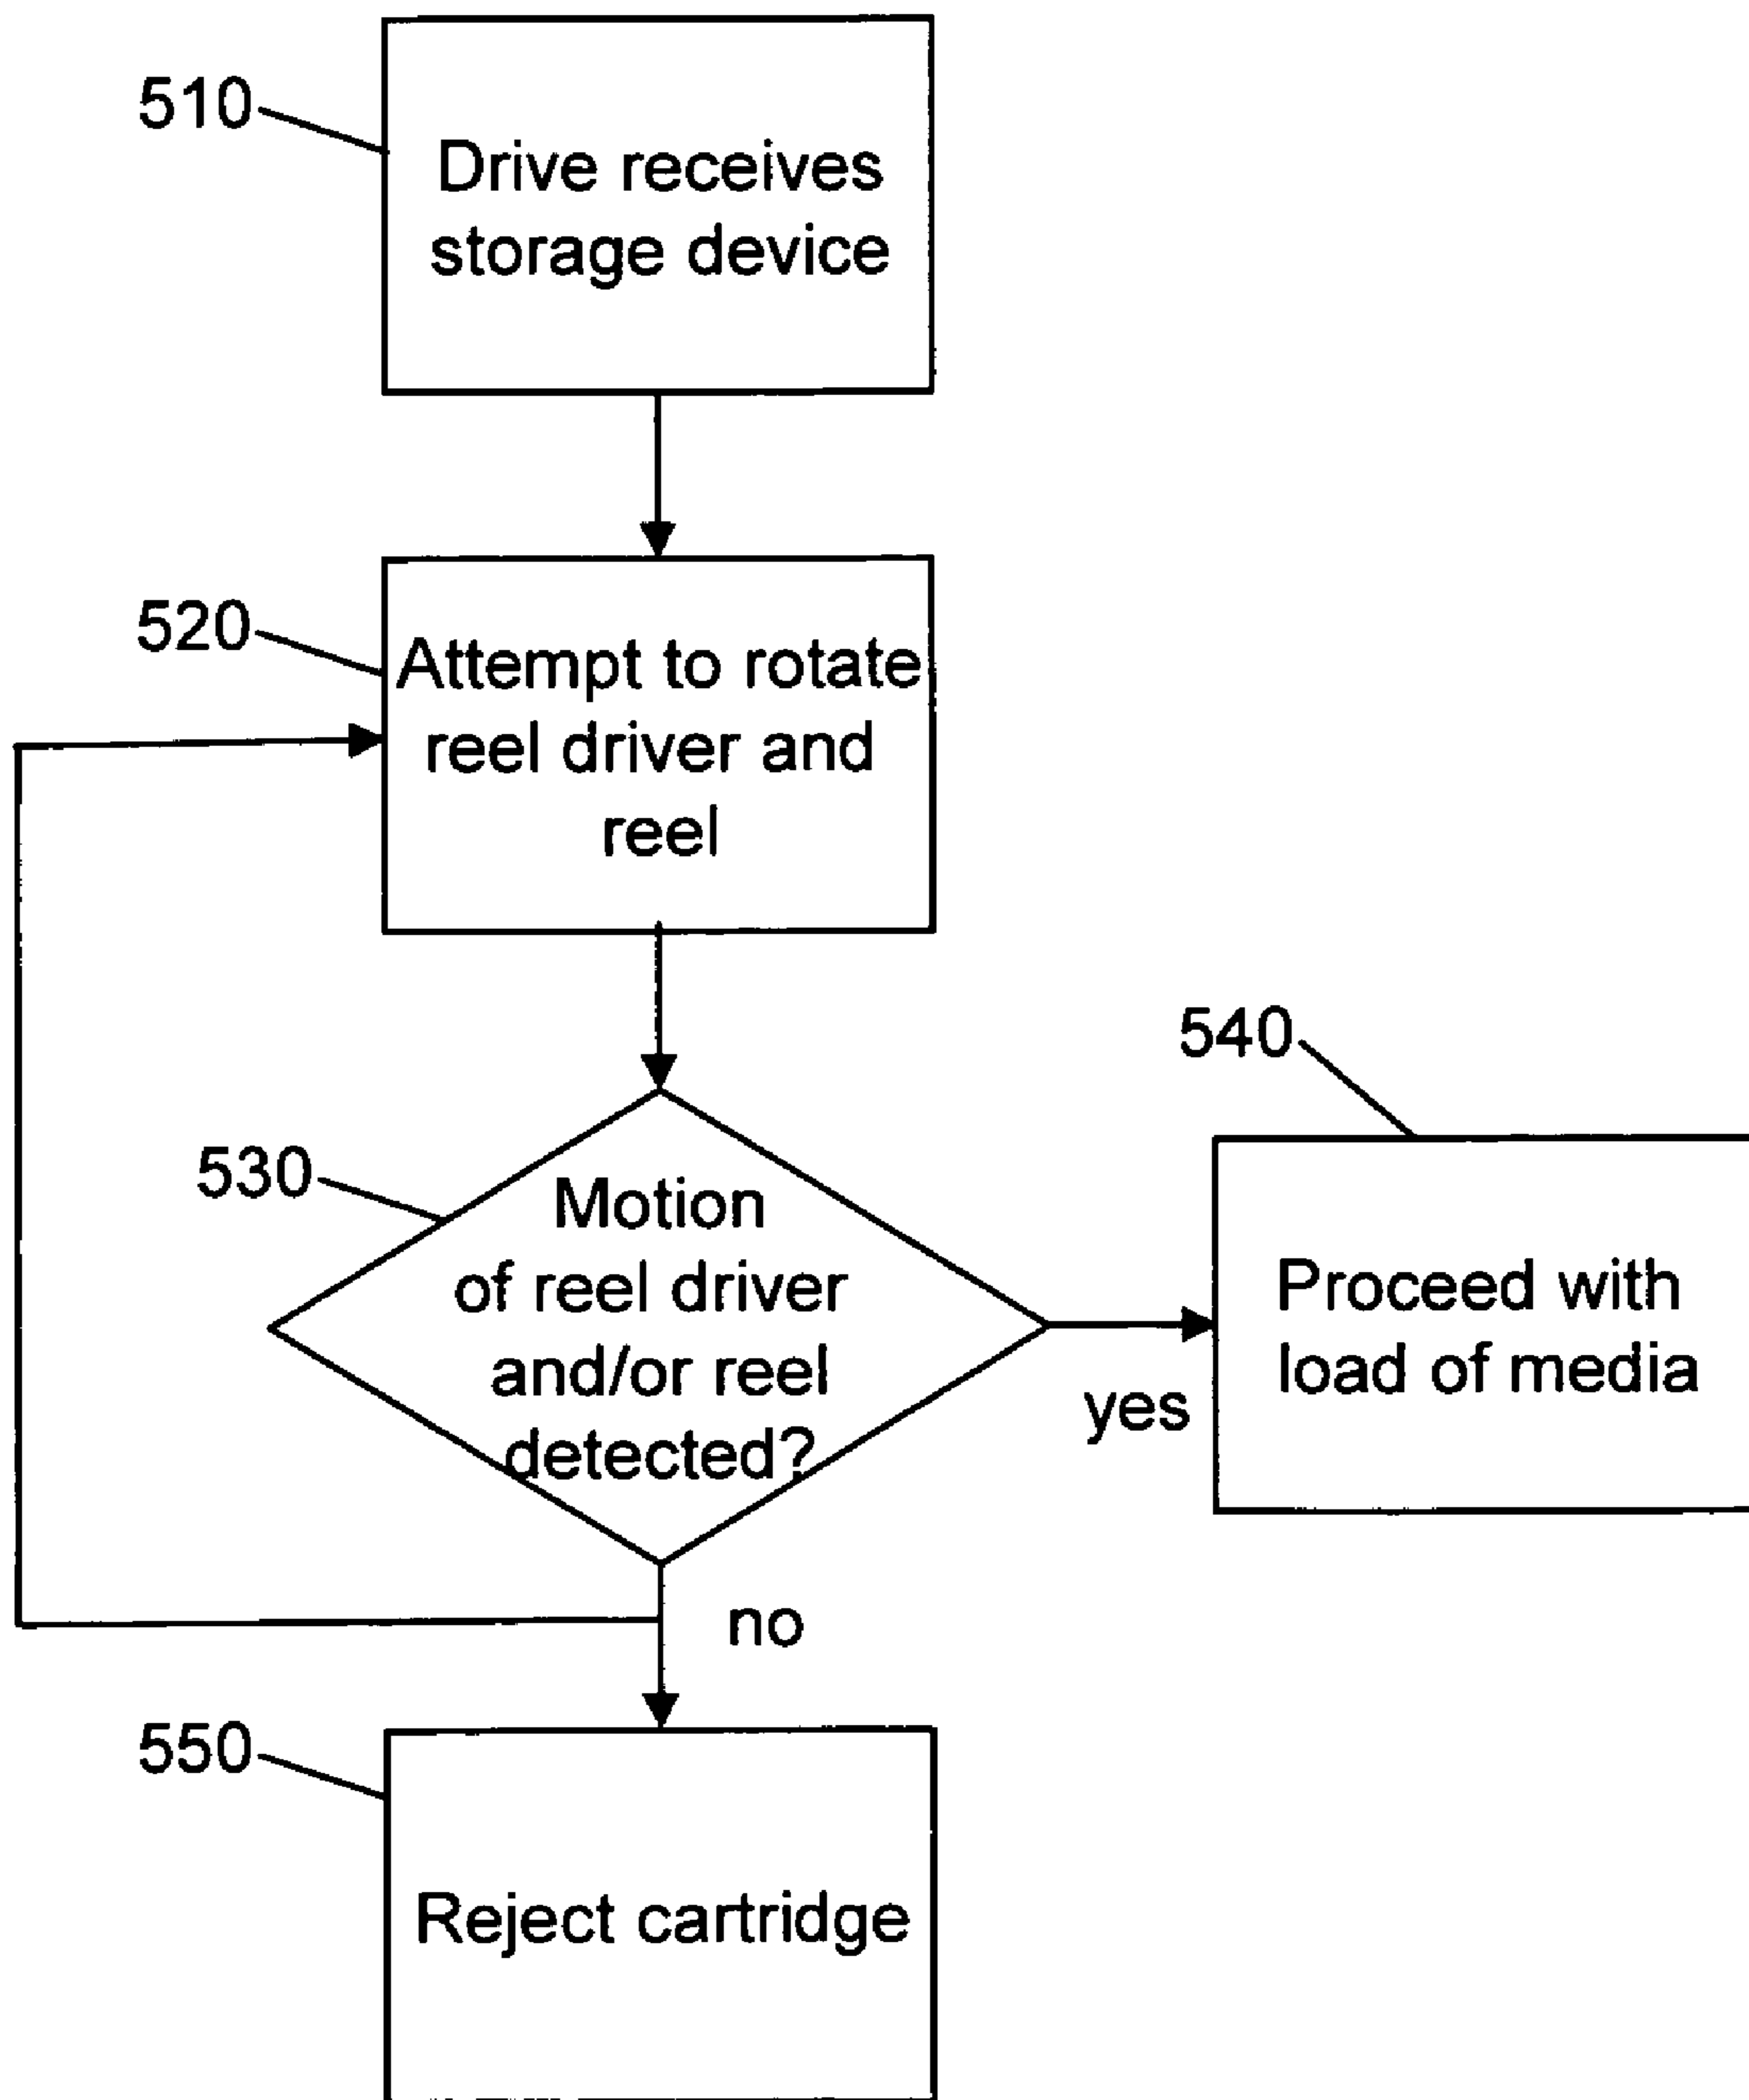 510
Drive receives
storage device
520
Attempt to rotate
reel driver and
reel
530
Motion
of reel driver
and/or reel
detected?
540
Proceed with
load of media
yes
no
550
Reject cartridge